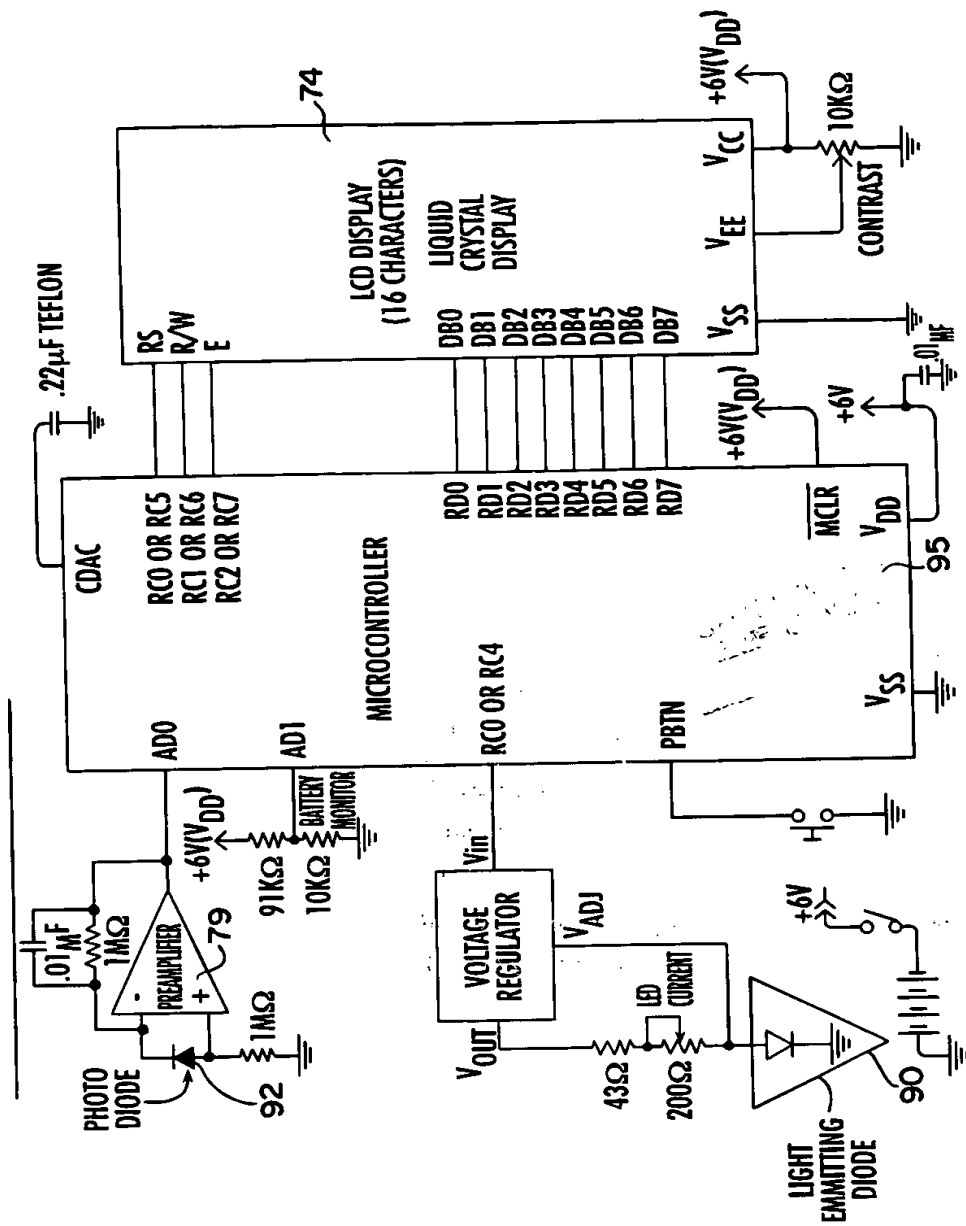 .22µF TEFLON
74
RS
R/W
E
LCD DISPLAY
(16 CHARACTERS)
LIQUID
CRYSTAL
DISPLAY
DB0
DB1
DB2
DB3
DB4
DB5
DB6
DB7
VSS
VEE
VCC
+6V(VDD)
10KΩ
CONTRAST
CDAC
RC0 OR RC5
RC1 OR RC6
RC2 OR RC7
MICROCONTROLLER
RD0
RD1
RD2
RD3
RD4
RD5
RD6
RD7
MCLR
+6V(VDD)
+6V
.01MF
VDD
95
VSS
AD0
AD1
RC0 OR RC4
PBTN
BATTERY
MONITOR
+6V(VDD)
91KΩ
10KΩ
.01MF
1MΩ
-
PREAMPLIFIER
+
79
1MΩ
PHOTO
DIODE
92
Vin
VOLTAGE
REGULATOR
VADJ
VOUT
LED
CURRENT
43Ω
200Ω
+6V
LIGHT
EMMITTING
DIODE
90